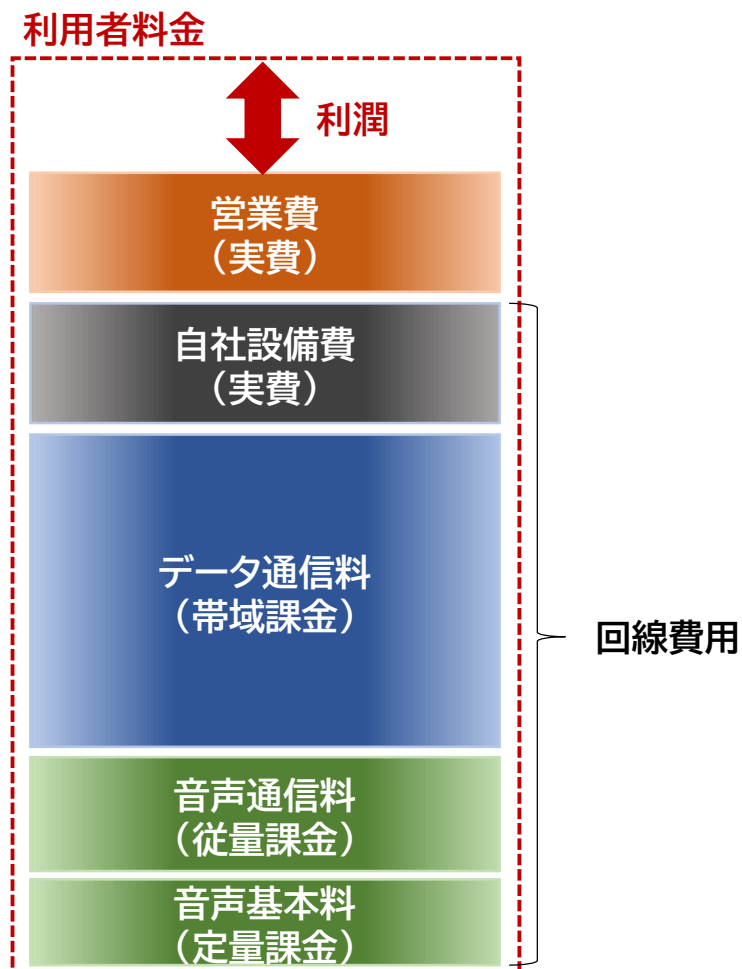 利用者料金
利潤
営業費
（実費）
自社設備費
（実費）
データ通信料
（帯域課金）
回線費用
音声通信料
（従量課金）
音声基本料
（定量課金）